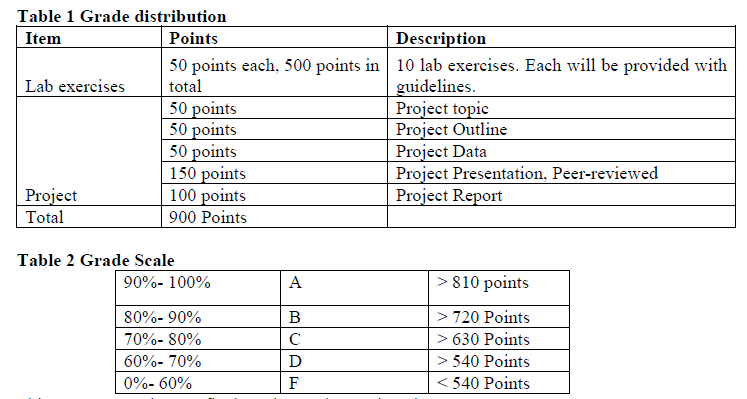 Table 1 Grade distribution
Item Points Description
Lab exercises 50 points each, 500 points in total 10 lab exercises. Each will be provided with guidelines.
Project 50 points Project topic
50 points Project Outline
50 points Project Data
150 points Project Presentation, Peer-reviewed
100 points Project Report
Total 900 Points
Table 2 Grade Scale
90%- 100% A > 810 points
80%- 90% B > 720 Points
70%- 80% C > 630 Points
60%- 70% D > 540 Points
0%- 60% F < 540 Points